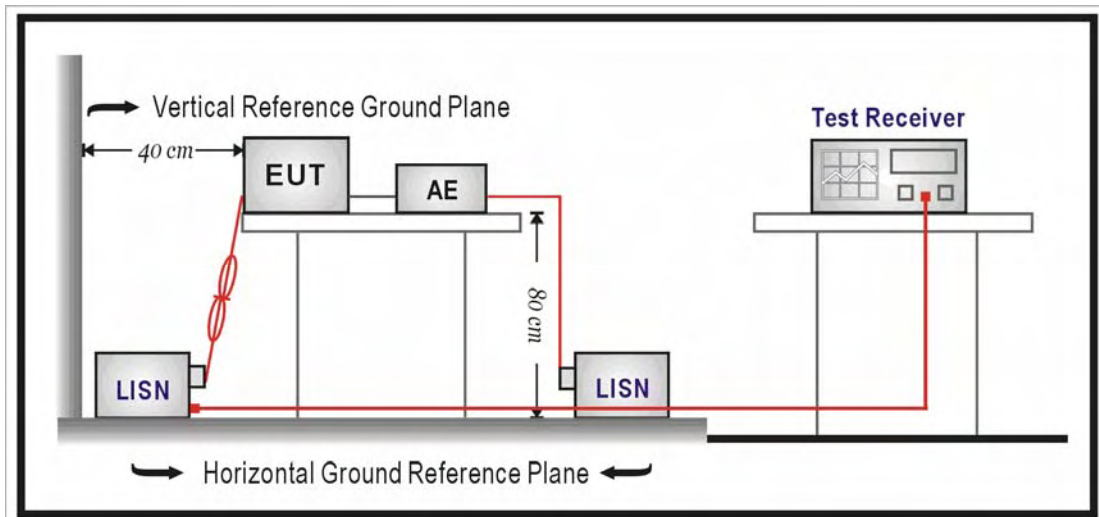 Vertical Reference Ground Plane
40 cm
EUT
AE
Test Receiver
80 cm
LISN
LISN
Horizontal Ground Reference Plane